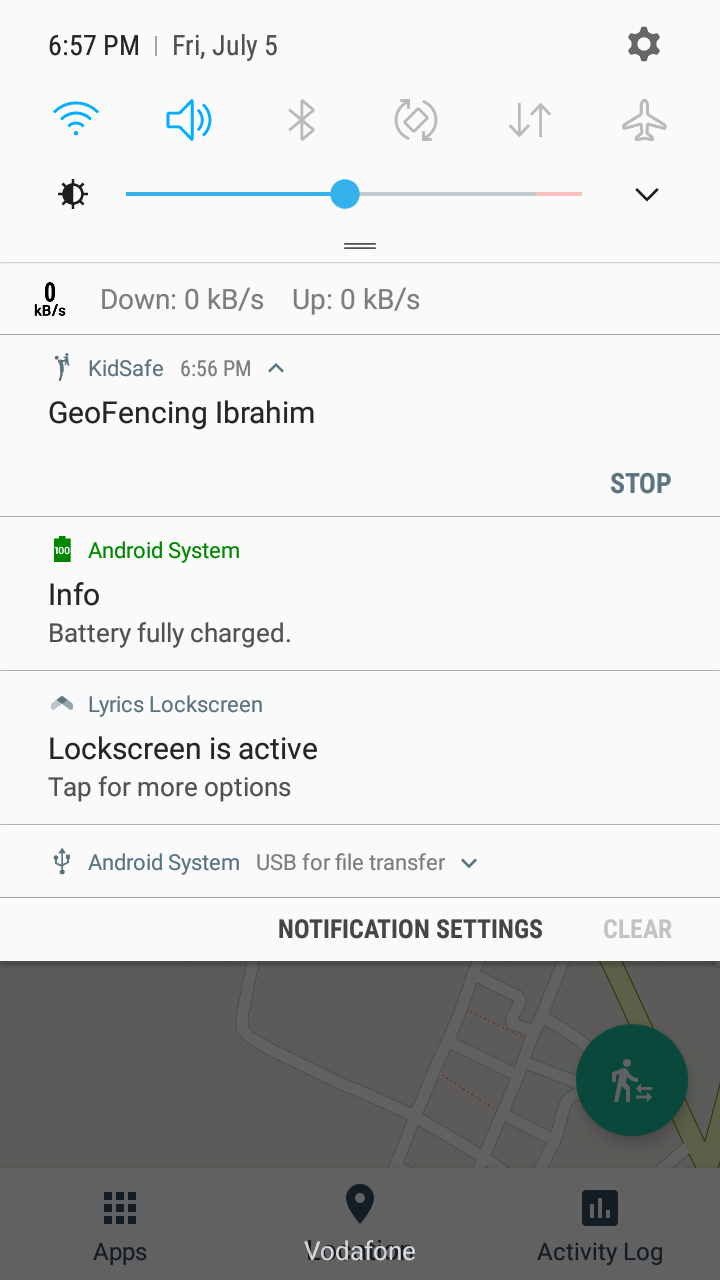 6:57 PM | Fri, July 5
0
kB/s
Down: 0 kB/s Up: 0 kB/s
KidSafe 6:56 PM
GeoFencing Ibrahim
STOP
100
Android System
Info
Battery fully charged.
Lyrics Lockscreen
Lockscreen is active
Tap for more options
Android System USB for file transfer
NOTIFICATION SETTINGS CLEAR
Apps
Location
Vodafone
Activity Log